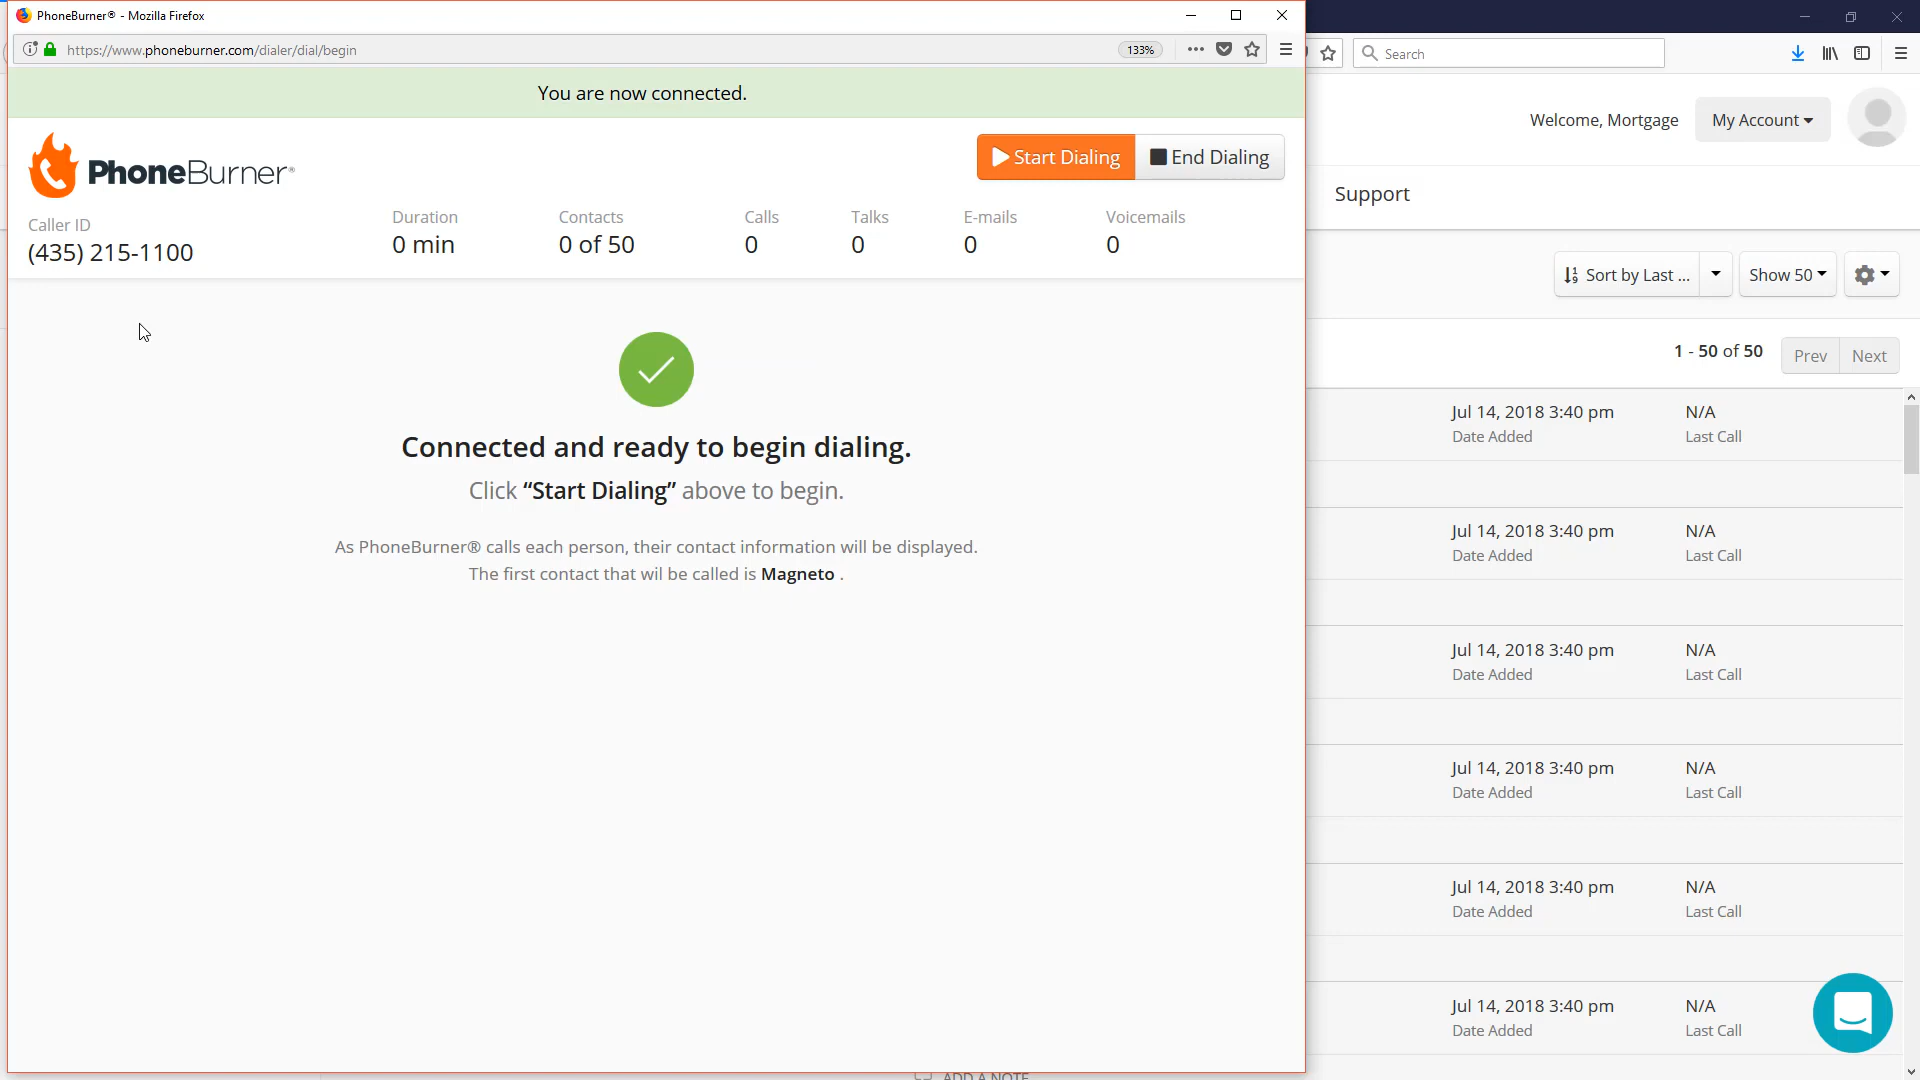 PhoneBurner® - Mozilla Firefox
https://www.phoneburner.com/dialer/dial/begin
133%
You are now connected.
PhoneBurner®
Start Dialing
End Dialing
Caller ID
(435) 215-1100
Duration
0 min
Contacts
0 of 50
Calls
0
Talks
0
E-mails
0
Voicemails
0
Connected and ready to begin dialing.
Click “Start Dialing” above to begin.
As PhoneBurner® calls each person, their contact information will be displayed.
The first contact that wil be called is Magneto .
Search
Welcome, Mortgage
My Account
Support
Sort by Last ...
Show 50
1 - 50 of 50
Prev
Next
Jul 14, 2018 3:40 pm
Date Added
N/A
Last Call
Jul 14, 2018 3:40 pm
Date Added
N/A
Last Call
Jul 14, 2018 3:40 pm
Date Added
N/A
Last Call
Jul 14, 2018 3:40 pm
Date Added
N/A
Last Call
Jul 14, 2018 3:40 pm
Date Added
N/A
Last Call
Jul 14, 2018 3:40 pm
Date Added
N/A
Last Call
ADD A NOTE